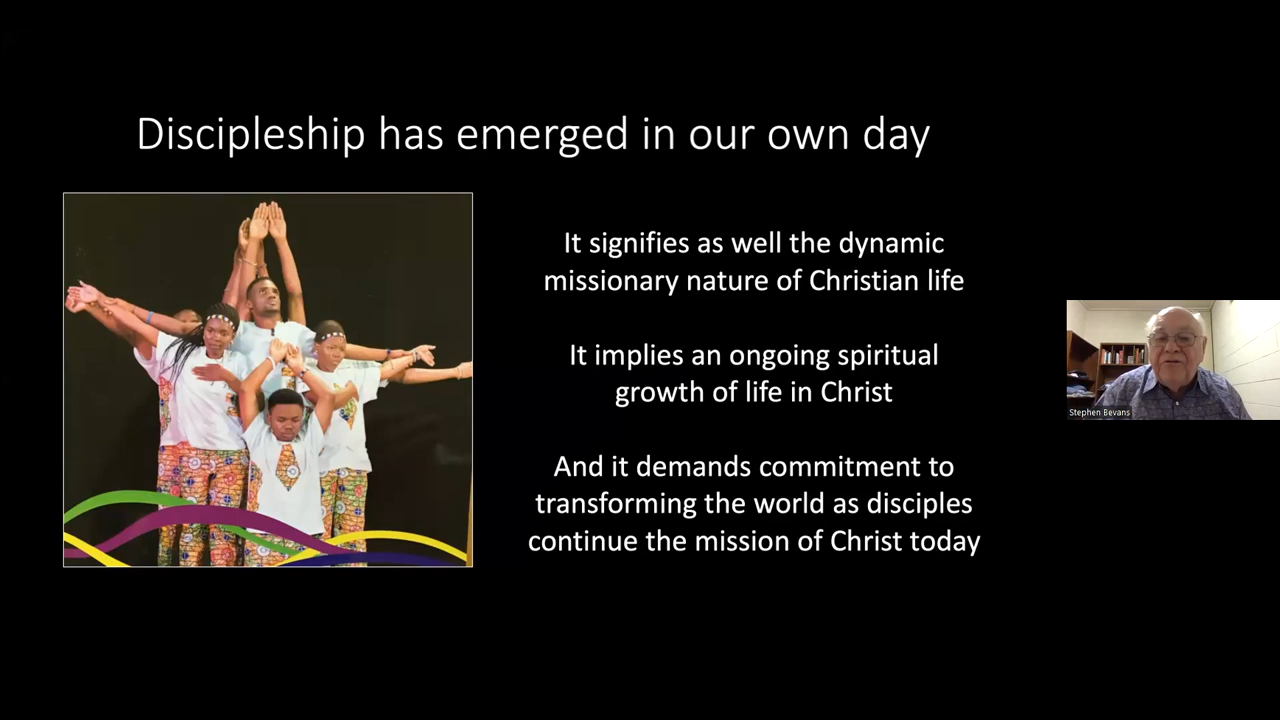 Discipleship has emerged in our own day
It signifies as well the dynamic
missionary nature of Christian life
It implies an ongoing spiritual
growth of life in Christ
And it demands commitment to
transforming the world as disciples
continue the mission of Christ today
Stephen Bevans